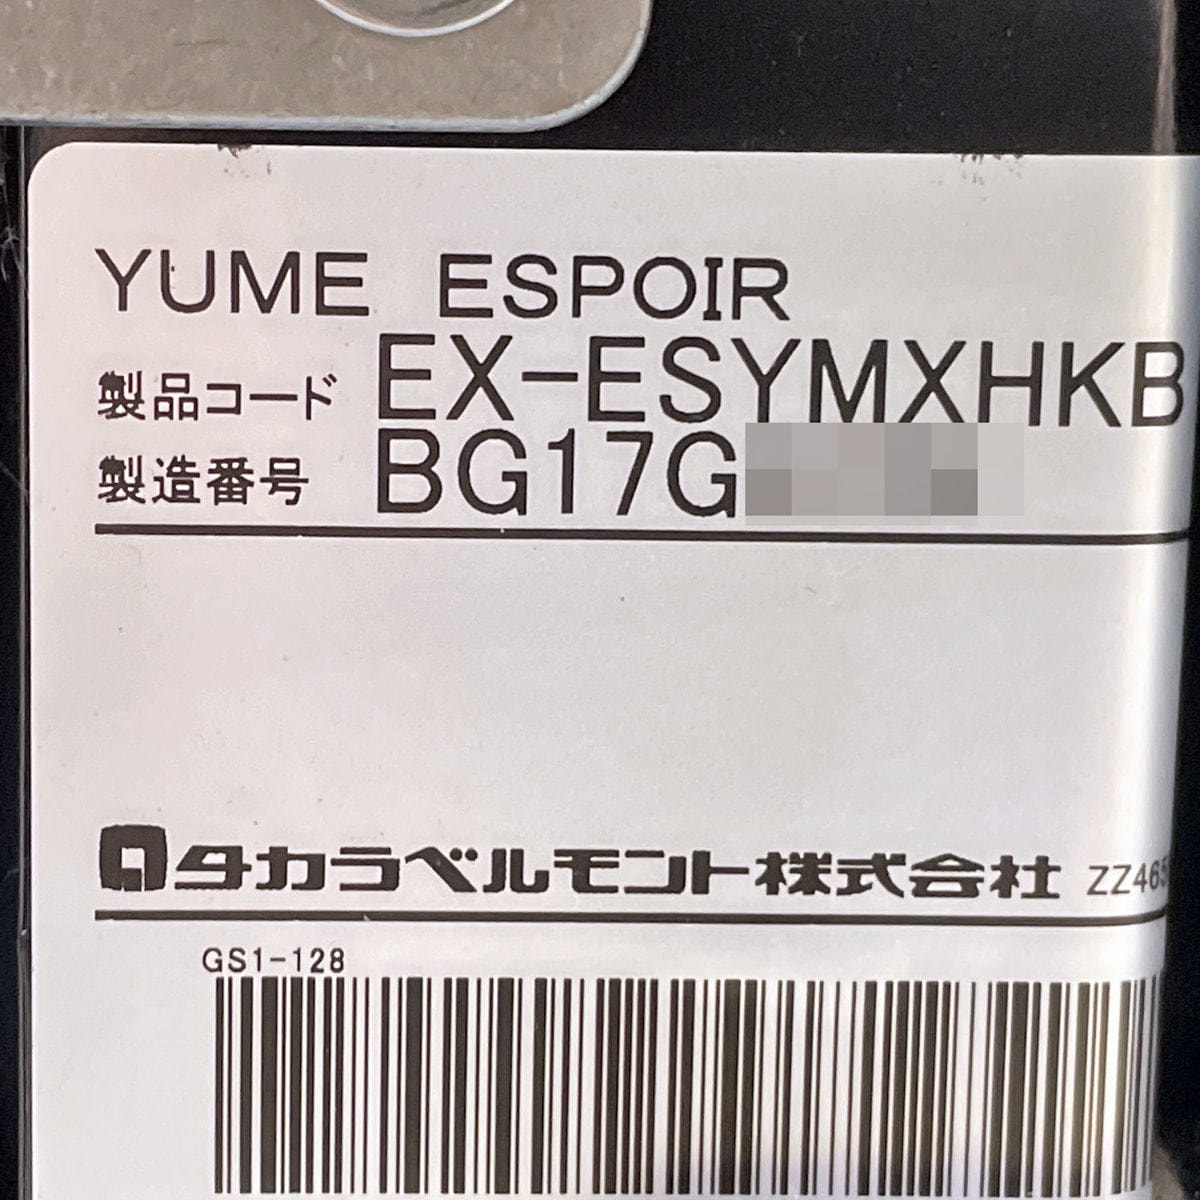 YUME ESPOIR
製品コード EX-ESYMXHKB
製造番号 BG17G
タカラベルモント株式会社 ZZ465
GS1-128